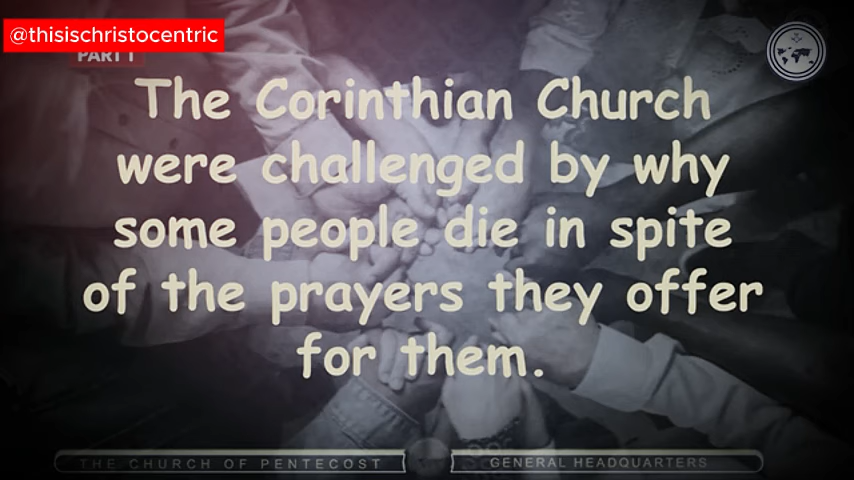 @thisischristocentric
PART 1
The Corinthian Church
were challenged by why
some people die in spite
of the prayers they offer
for them.
THE CHURCH OF PENTECOST
GENERAL HEADQUARTERS